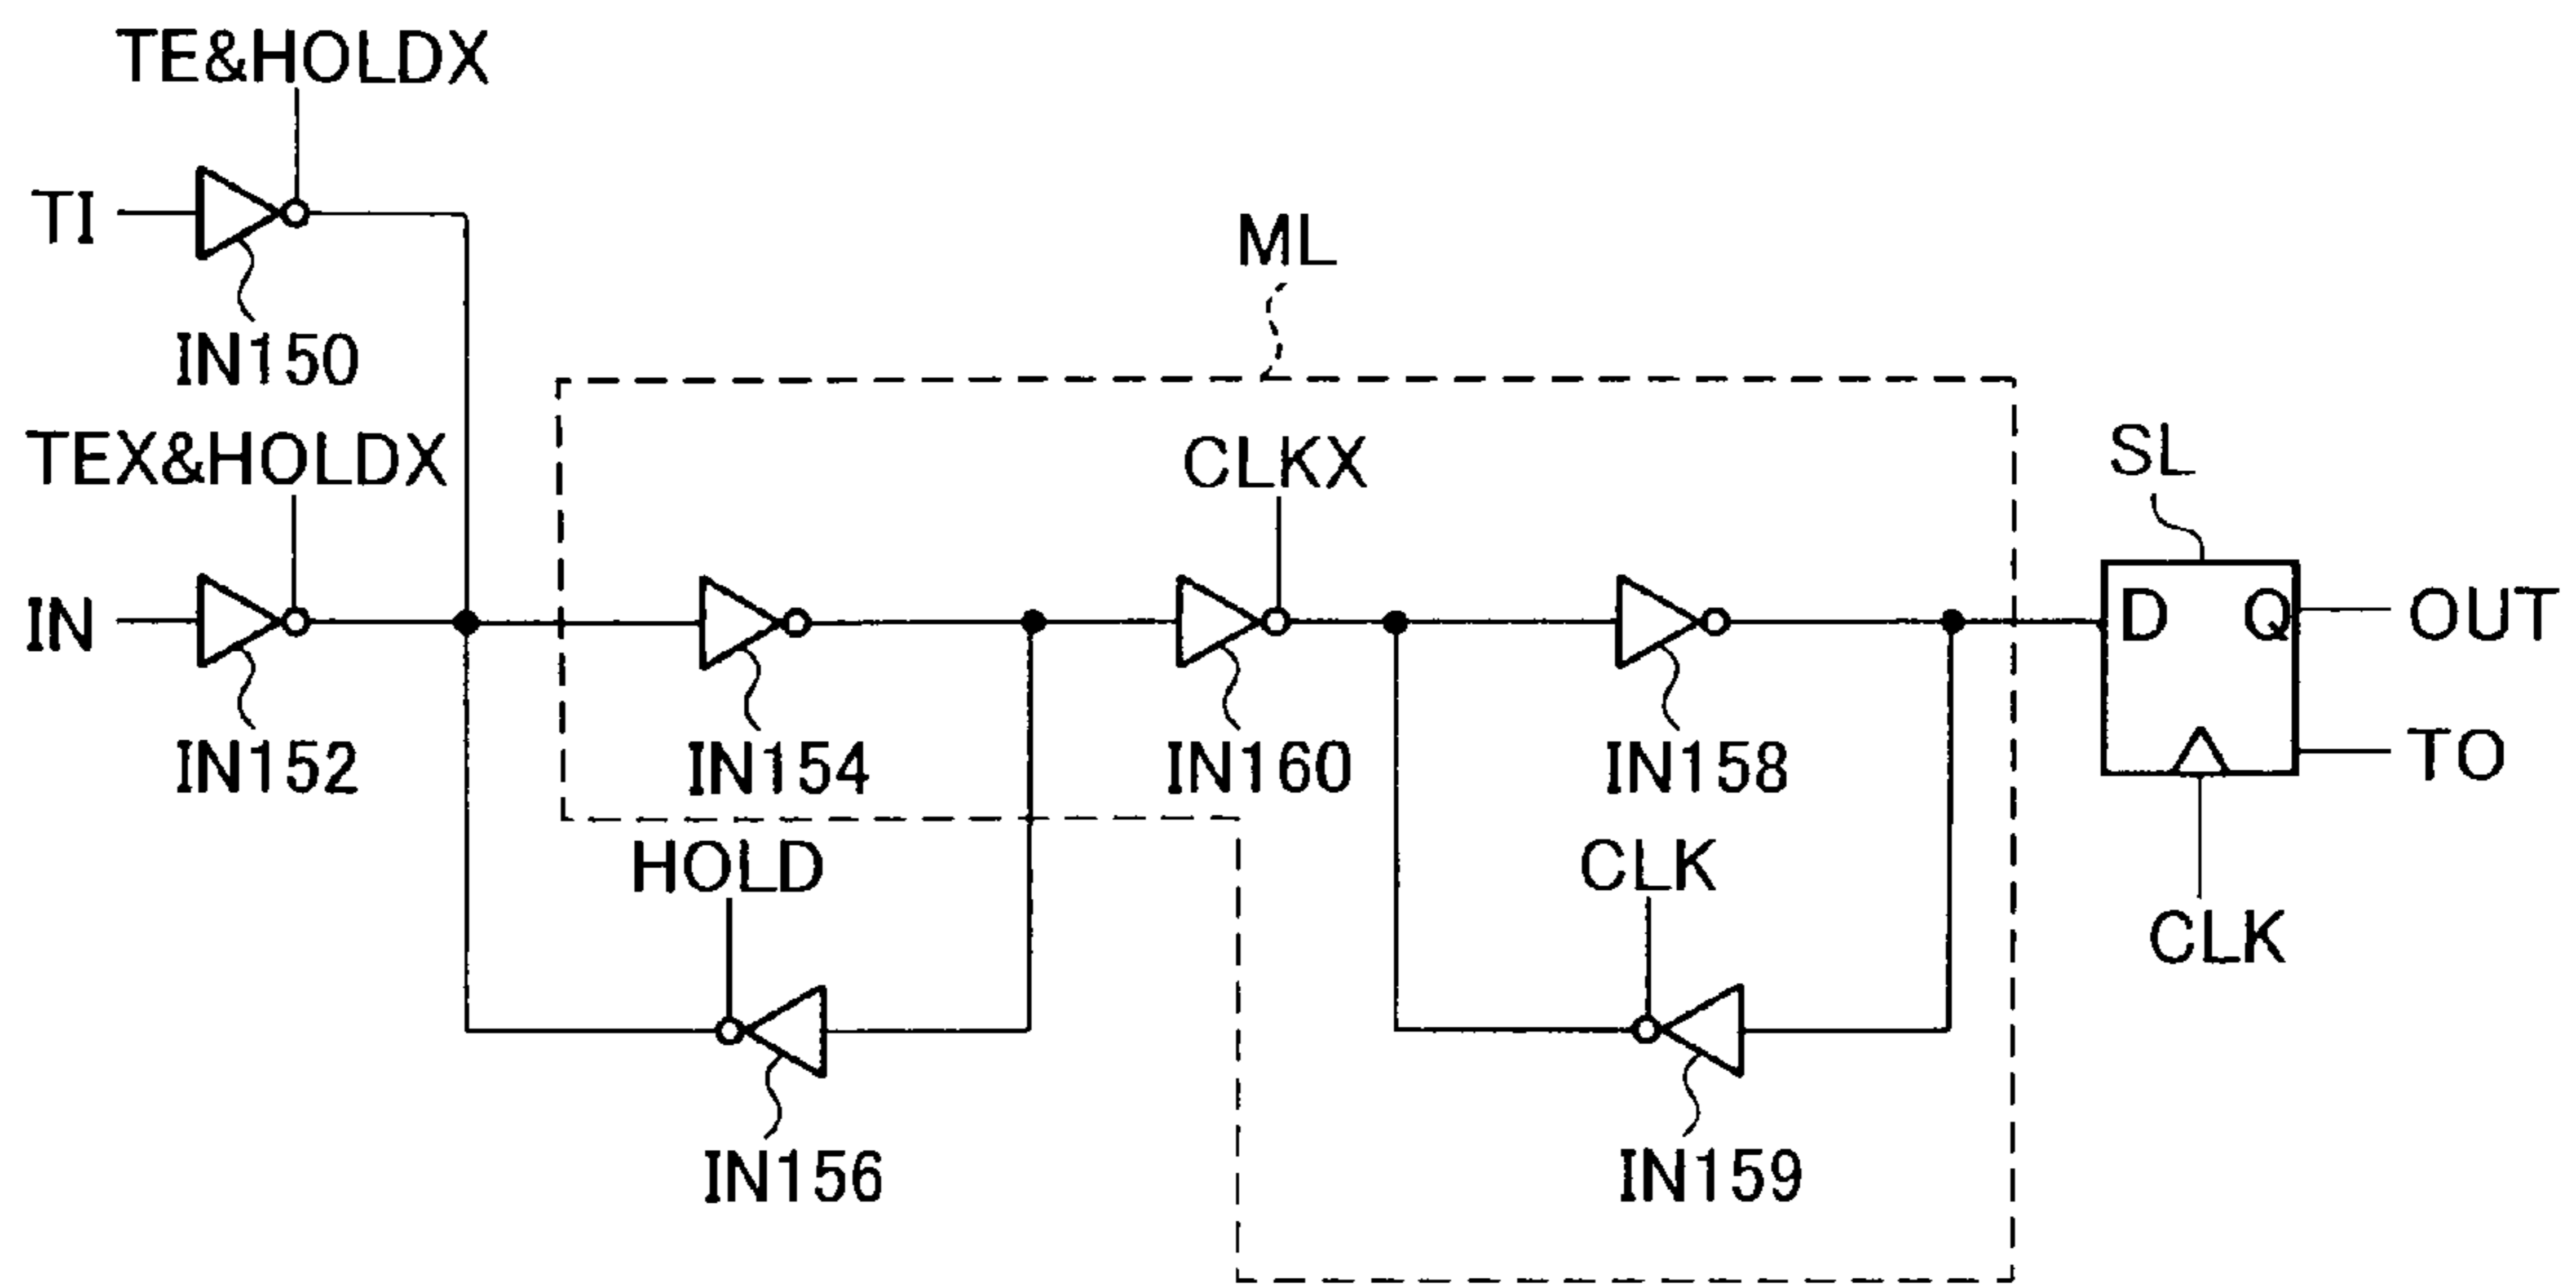 TE&HOLDX
TI
IN150
ML
TEX&HOLDX
CLKX
SL
IN
D Q
OUT
IN152
IN154
IN160
IN158
TO
HOLD
CLK
CLK
IN156
IN159